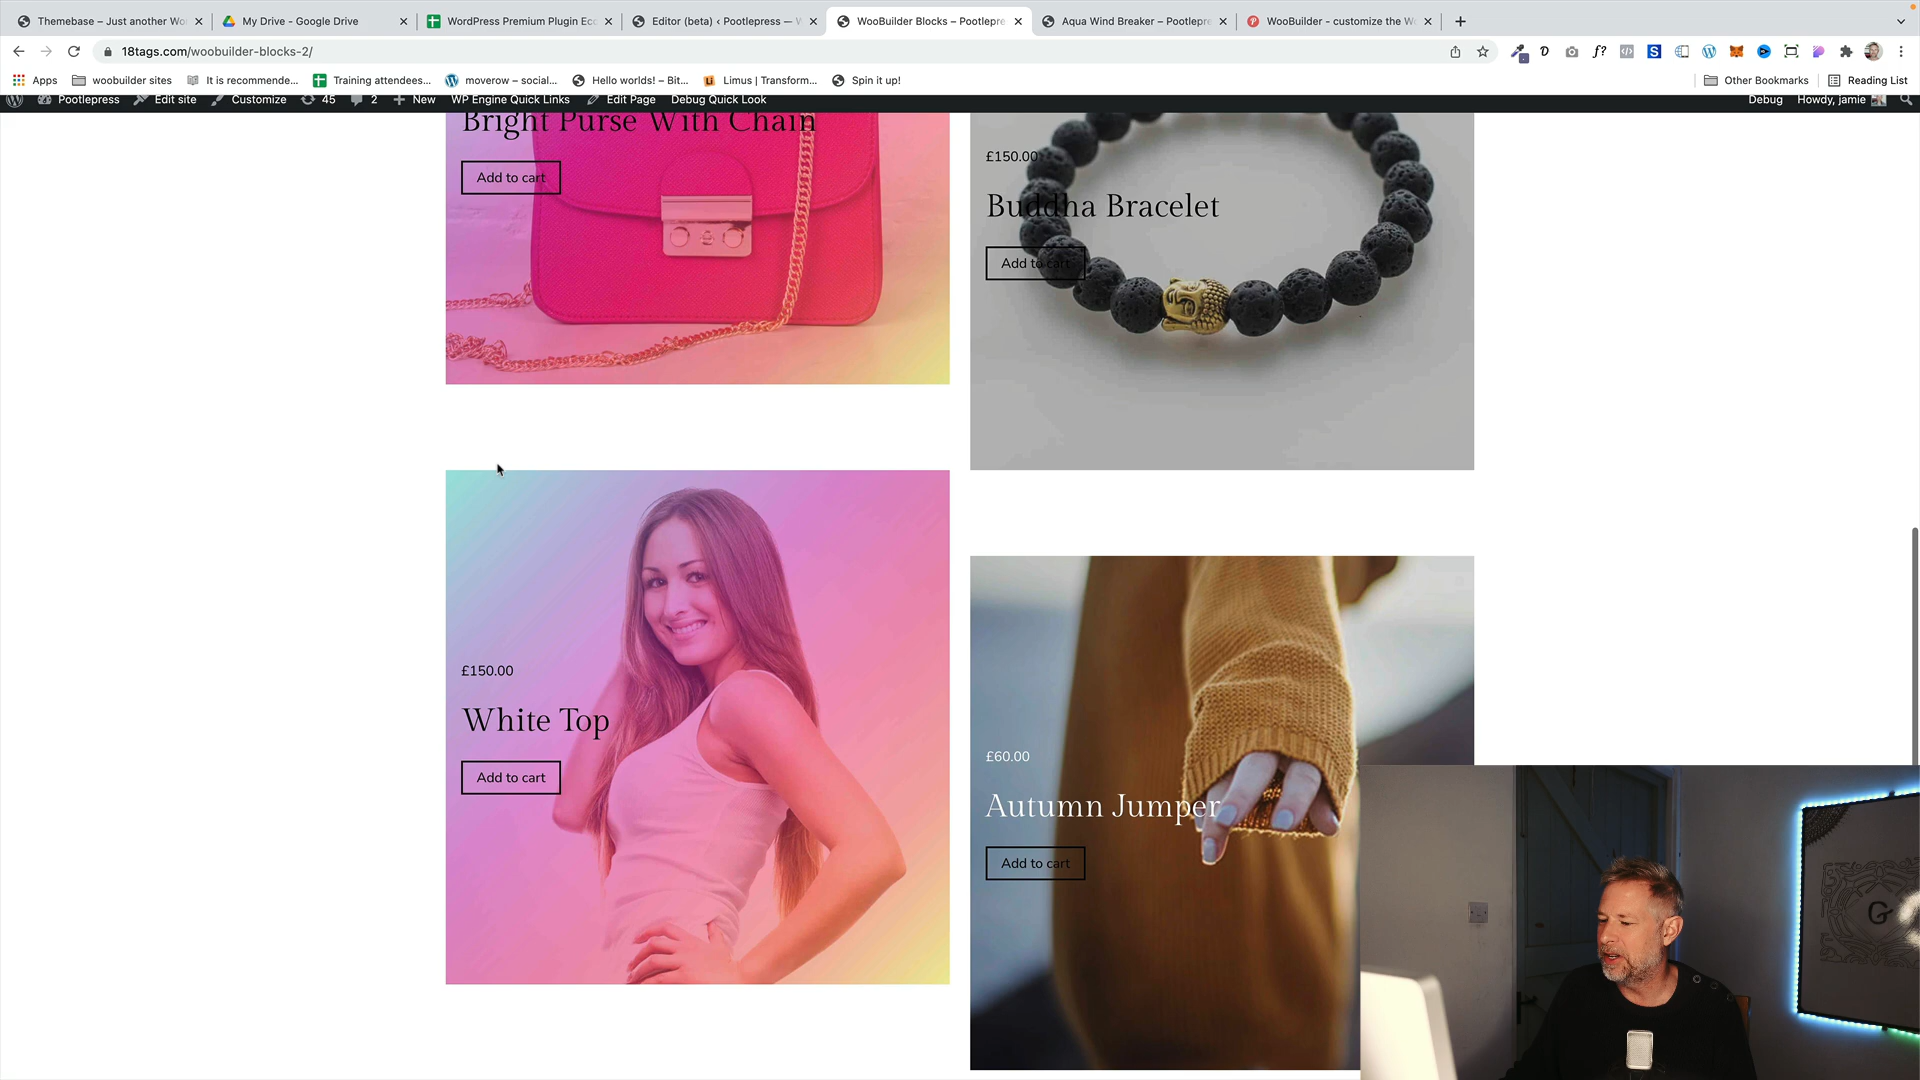 Themebase – Just another Wo
My Drive - Google Drive
WordPress Premium Plugin Eco
Editor (beta) ‹ Pootlepress — W
WooBuilder Blocks – Pootlepre
Aqua Wind Breaker – Pootlepre
WooBuilder - customize the Wo
18tags.com/woobuilder-blocks-2/
Apps
woobuilder sites
It is recommende...
Training attendees...
moverow – social...
Hello worlds! – Bit...
Limus | Transform...
Spin it up!
Other Bookmarks
Reading List
Pootlepress
Edit site
Customize
45
2
New
WP Engine Quick Links
Edit Page
Debug Quick Look
Debug
Howdy, jamie
Bright Purse With Chain
Add to cart
£150.00
Buddha Bracelet
Add to cart
£150.00
White Top
Add to cart
£60.00
Autumn Jumper
Add to cart
G